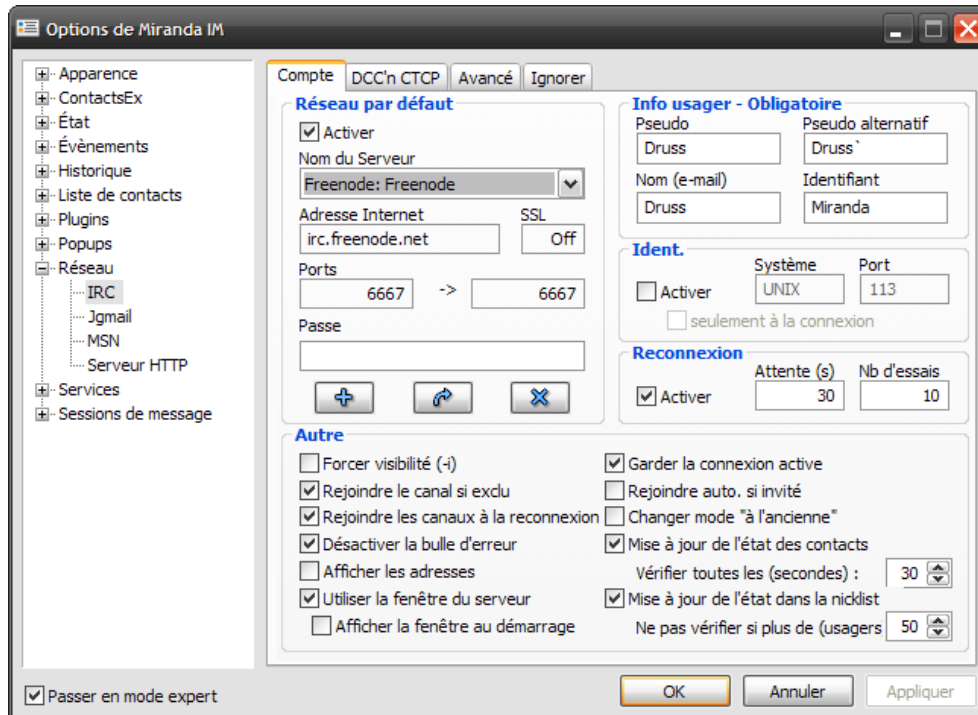 Options de Miranda IM
Apparence
ContactsEx
État
Évènements
Historique
Liste de contacts
Plugins
Popups
Réseau
IRC
Jgmail
MSN
Serveur HTTP
Services
Sessions de message
Passer en mode expert
Compte DCC'n CTCP Avancé Ignorer
Réseau par défaut
Activer
Nom du Serveur
Freenode: Freenode
Adresse Internet SSL
irc.freenode.net Off
Ports
6667 -> 6667
Passe
Info usager - Obligatoire
Pseudo Pseudo alternatif
Druss Druss`
Nom (e-mail) Identifiant
Druss Miranda
Ident.
Système Port
Activer UNIX 113
seulement à la connexion
Reconnexion
Attente (s) Nb d'essais
Activer 30 10
Autre
Forcer visibilité (-i)
Rejoindre le canal si exclu
Rejoindre les canaux à la reconnexion
Désactiver la bulle d'erreur
Afficher les adresses
Utiliser la fenêtre du serveur
Afficher la fenêtre au démarrage
Garder la connexion active
Rejoindre auto. si invité
Changer mode "à l'ancienne"
Mise à jour de l'état des contacts
Vérifier toutes les (secondes) : 30
Mise à jour de l'état dans la nicklist
Ne pas vérifier si plus de (usagers 50
OK Annuler Appliquer